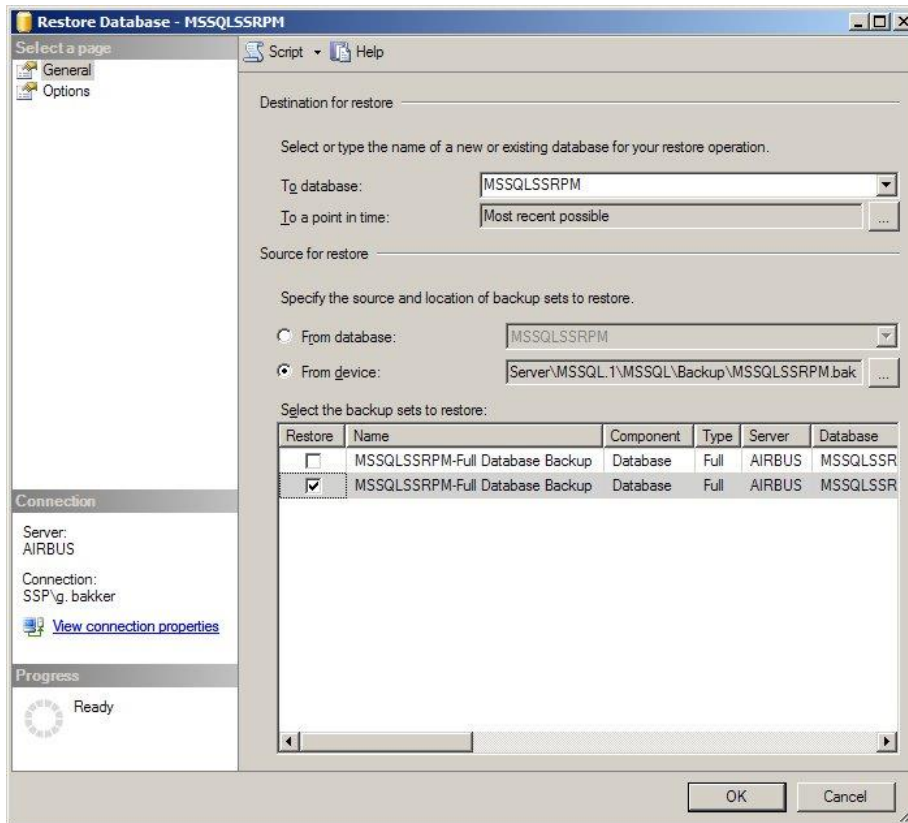 Restore Database - MSSQLSSRPM
Select a page
General
Options
Script Help
Destination for restore
Select or type the name of a new or existing database for your restore operation.
To database: MSSQLSSRPM
To a point in time: Most recent possible ...
Source for restore
Specify the source and location of backup sets to restore.
From database: MSSQLSSRPM
From device: Server\MSSQL.1\MSSQL\Backup\MSSQLSSRPM.bak ...
Select the backup sets to restore:
Restore Name Component Type Server Database
MSSQLSSRPM-Full Database Backup Database Full AIRBUS MSSQLSSR
MSSQLSSRPM-Full Database Backup Database Full AIRBUS MSSQLSSR
Connection
Server:
AIRBUS
Connection:
SSP\g. bakker
View connection properties
Progress
Ready
OK Cancel